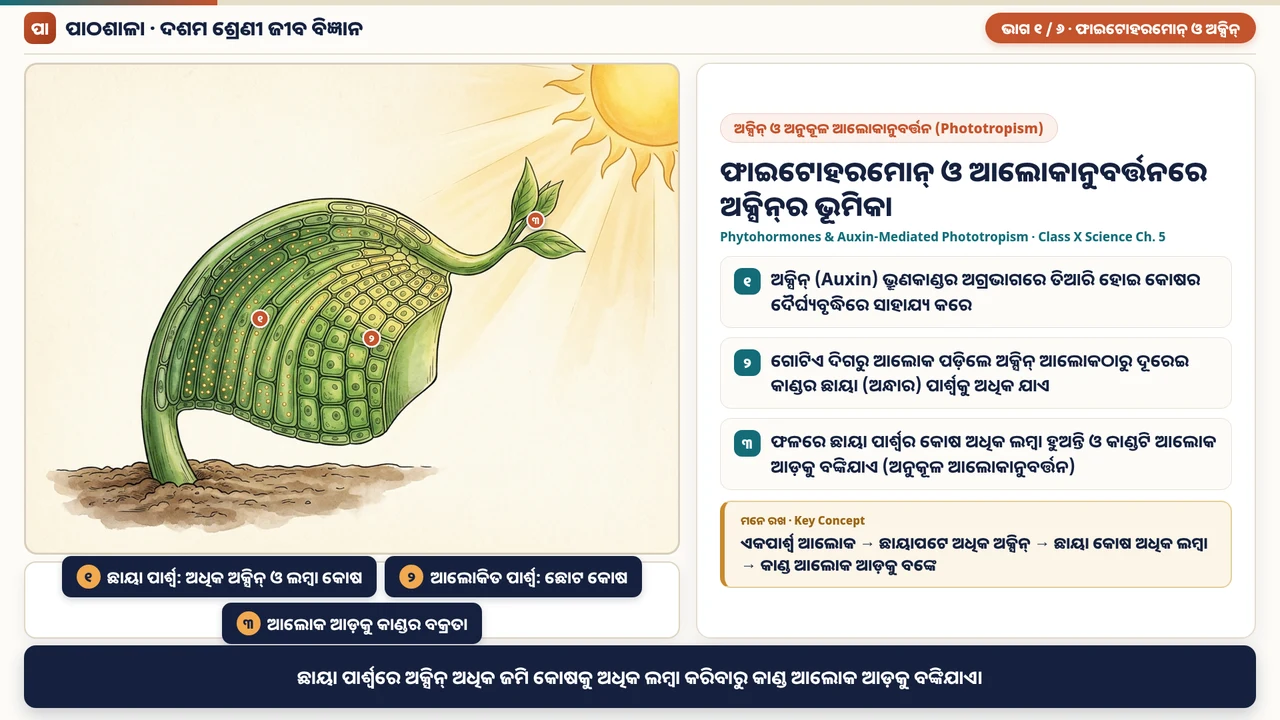 ପା ପାଠଶାଳା · ଦଶମ ଶ୍ରେଣୀ ଜୀବ ବିଜ୍ଞାନ
ଭାଗ ୧ / ୬ · ଫାଇଟୋହରମୋନ୍ ଓ ଅକ୍ସିନ୍
୩
୧
୨
୧ ଛାୟା ପାର୍ଶ୍ୱ: ଅଧିକ ଅକ୍ସିନ୍ ଓ ଲମ୍ବା କୋଷ
୨ ଆଲୋକିତ ପାର୍ଶ୍ୱ: ଛୋଟ କୋଷ
୩ ଆଲୋକ ଆଡ଼କୁ କାଣ୍ଡର ବକ୍ରତା
ଅକ୍ସିନ୍ ଓ ଅନୁକୂଳ ଆଲୋକାନୁବର୍ତ୍ତନ (Phototropism)
ଫାଇଟୋହରମୋନ୍ ଓ ଆଲୋକାନୁବର୍ତ୍ତନରେ
ଅକ୍ସିନ୍‌ର ଭୂମିକା
Phytohormones & Auxin-Mediated Phototropism · Class X Science Ch. 5
୧ ଅକ୍ସିନ୍ (Auxin) ଭ୍ରୂଣକାଣ୍ଡର ଅଗ୍ରଭାଗରେ ତିଆରି ହୋଇ କୋଷର
ଦୈର୍ଘ୍ୟବୃଦ୍ଧିରେ ସାହାଯ୍ୟ କରେ
୨ ଗୋଟିଏ ଦିଗରୁ ଆଲୋକ ପଡ଼ିଲେ ଅକ୍ସିନ୍ ଆଲୋକଠାରୁ ଦୂରେଇ
କାଣ୍ଡର ଛାୟା (ଅନ୍ଧାର) ପାର୍ଶ୍ୱକୁ ଅଧିକ ଯାଏ
୩ ଫଳରେ ଛାୟା ପାର୍ଶ୍ୱର କୋଷ ଅଧିକ ଲମ୍ବା ହୁଅନ୍ତି ଓ କାଣ୍ଡଟି ଆଲୋକ
ଆଡ଼କୁ ବଙ୍କିଯାଏ (ଅନୁକୂଳ ଆଲୋକାନୁବର୍ତ୍ତନ)
ମନେ ରଖ · Key Concept
ଏକପାର୍ଶ୍ୱ ଆଲୋକ → ଛାୟାପଟେ ଅଧିକ ଅକ୍ସିନ୍ → ଛାୟା କୋଷ ଅଧିକ ଲମ୍ବା
→ କାଣ୍ଡ ଆଲୋକ ଆଡ଼କୁ ବଙ୍କେ
ଛାୟା ପାର୍ଶ୍ୱରେ ଅକ୍ସିନ୍ ଅଧିକ ଜମି କୋଷକୁ ଅଧିକ ଲମ୍ବା କରିବାରୁ କାଣ୍ଡ ଆଲୋକ ଆଡ଼କୁ ବଙ୍କିଯାଏ।